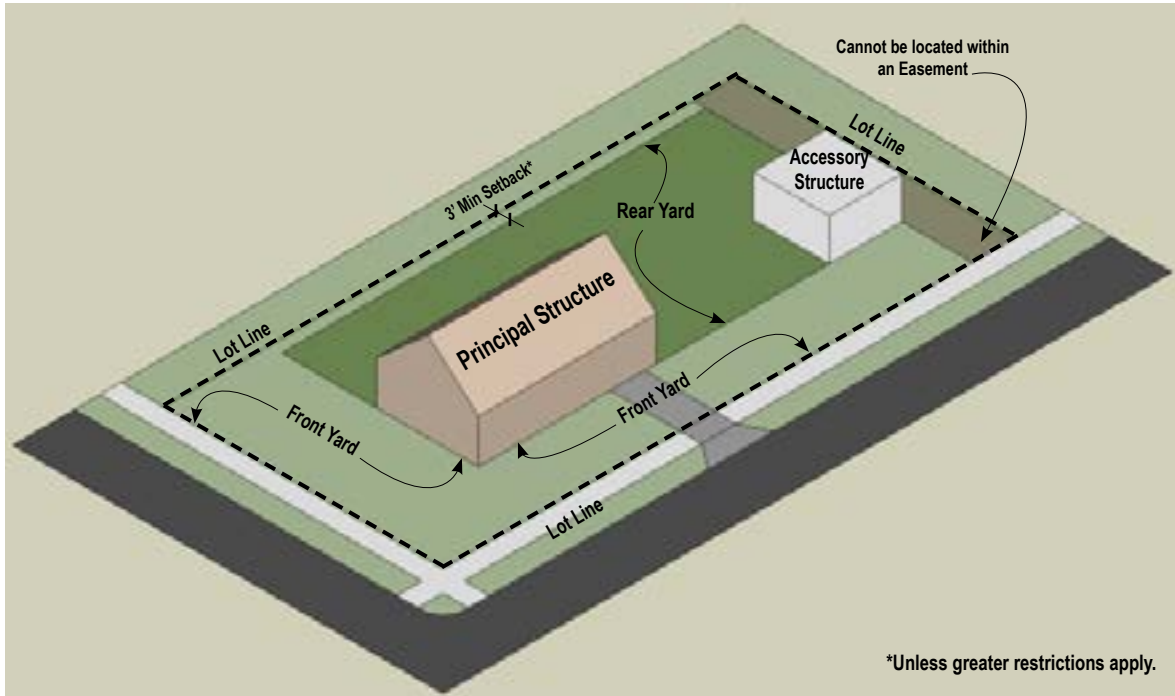 Cannot be located within
an Easement
Lot Line
Accessory
Structure
3' Min Setback*
Rear Yard
Principal Structure
Lot Line
Front Yard
Front Yard
Lot Line
*Unless greater restrictions apply.